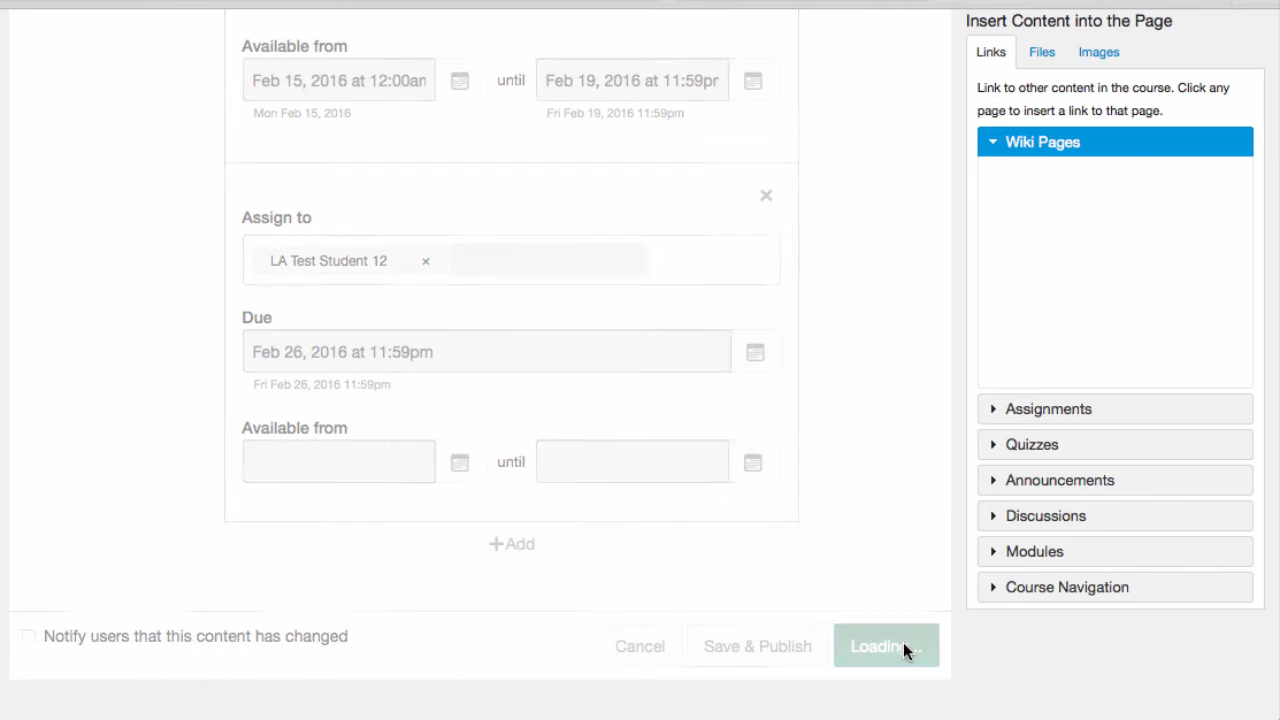 Available from
Feb 15, 2016 at 12:00an
until
Feb 19, 2016 at 11:59pr
Mon Feb 15, 2016
Fri Feb 19, 2016 11:59pm
Assign to
LA Test Student 12 ×
Due
Feb 26, 2016 at 11:59pm
Fri Feb 26, 2016 11:59pm
Available from
until
+Add
Notify users that this content has changed
Cancel
Save & Publish
Loading...
Insert Content into the Page
Links Files Images
Link to other content in the course. Click any
page to insert a link to that page.
Wiki Pages
Assignments
Quizzes
Announcements
Discussions
Modules
Course Navigation